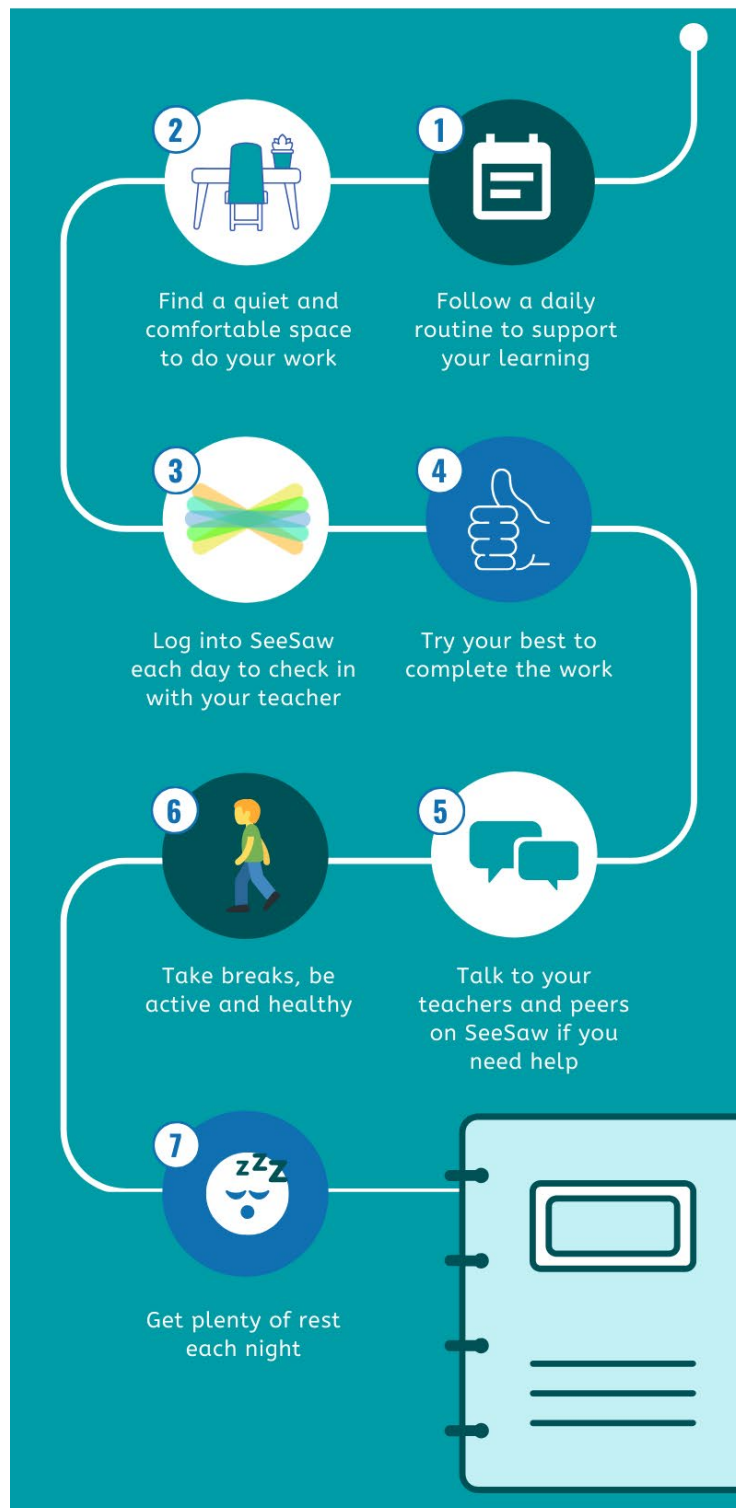 1
Follow a daily
routine to support
your learning
2
Find a quiet and
comfortable space
to do your work
3
Log into SeeSaw
each day to check in
with your teacher
4
Try your best to
complete the work
5
Talk to your
teachers and peers
on SeeSaw if you
need help
6
Take breaks, be
active and healthy
7
zzZ
Get plenty of rest
each night